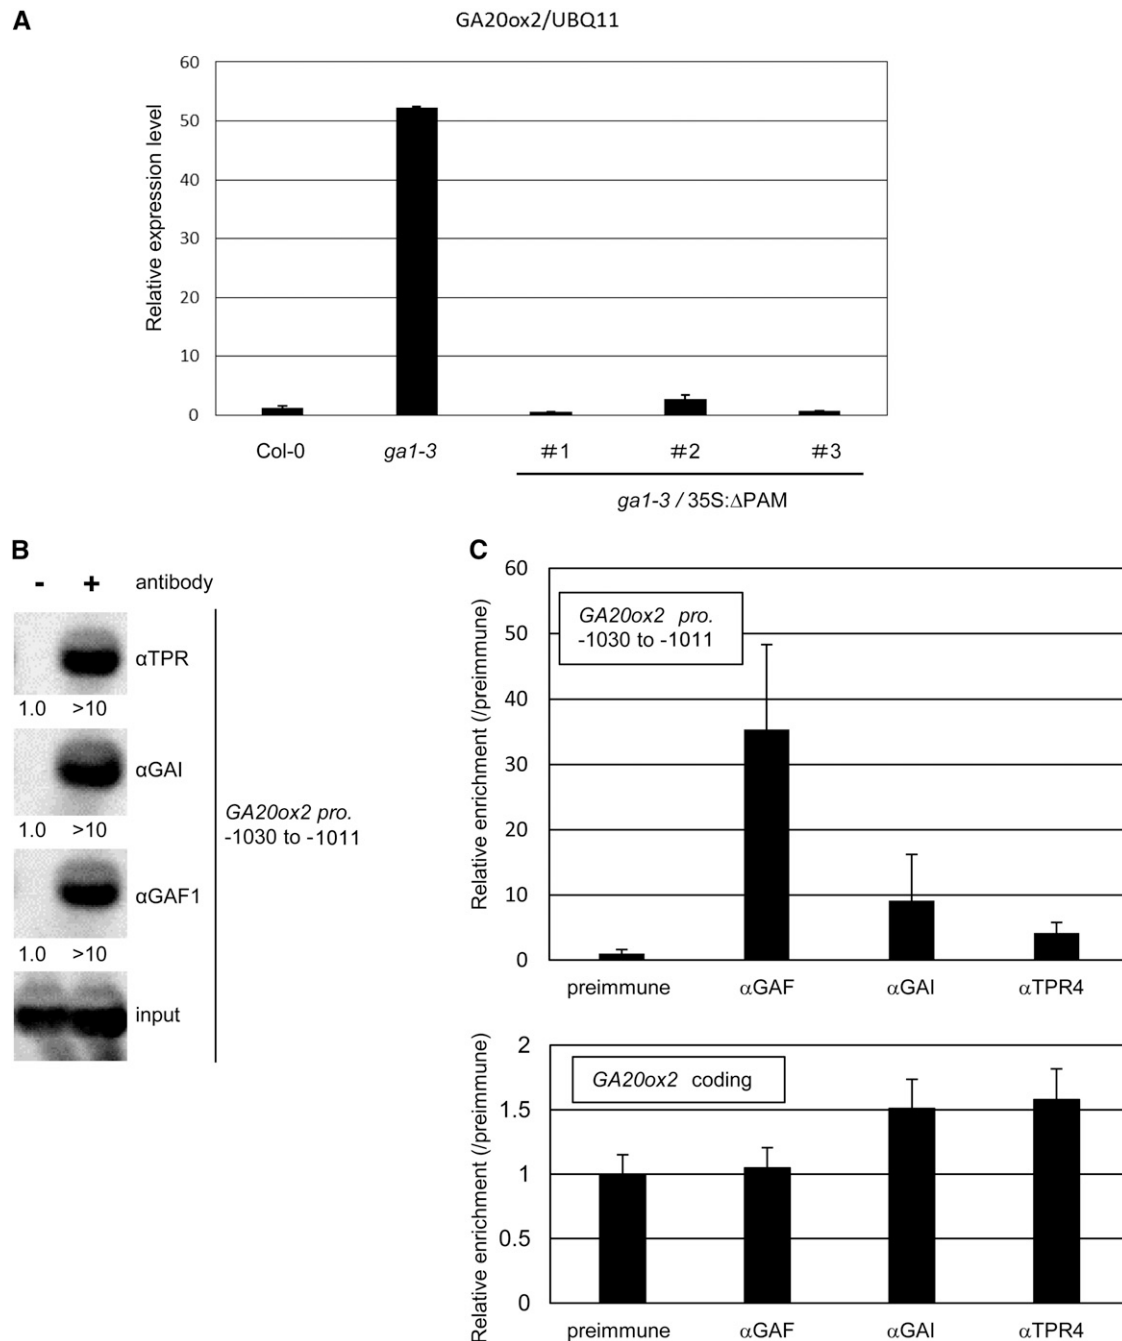 A
GA20ox2/UBQ11
Relative expression level
60
50
40
30
20
10
0
Col-0 ga1-3 #1 #2 #3
ga1-3 / 35S:ΔPAM
B
- + antibody
αTPR
1.0 >10
αGAI
1.0 >10
αGAF1
1.0 >10
input
GA20ox2 pro.
-1030 to -1011
C
Relative enrichment (/preimmune)
60
50
40
30
20
10
0
GA20ox2 pro.
-1030 to -1011
preimmune αGAF αGAI αTPR4
Relative enrichment (/preimmune)
2
1.5
1
0.5
0
GA20ox2 coding
preimmune αGAF αGAI αTPR4